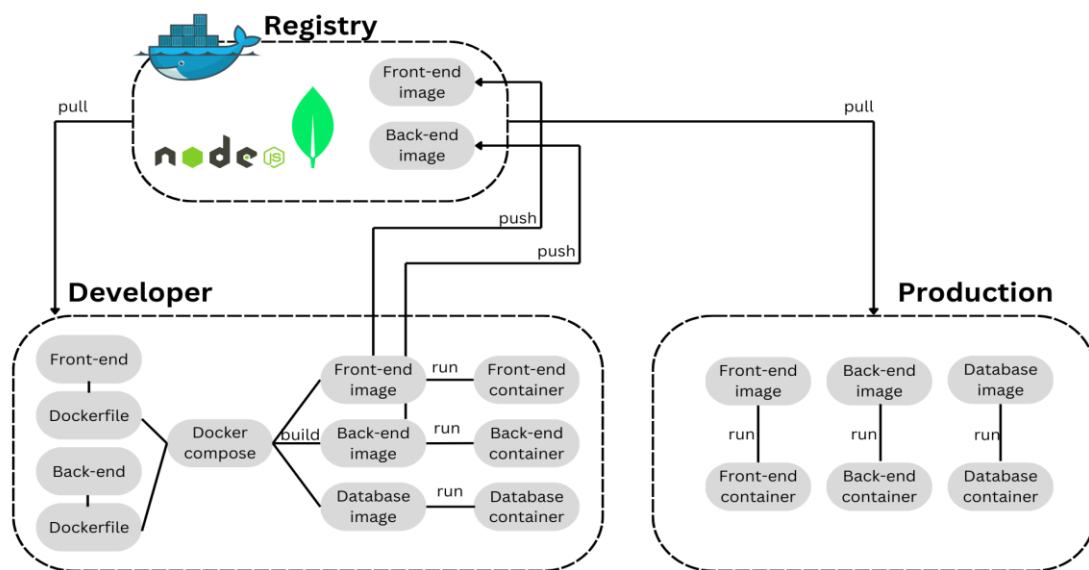 Registry
Front-end
image
pull
pull
Back-end
image
node
JS
push
push
Developer
Production
Front-end
Dockerfile
Back-end
Dockerfile
Docker
compose
build
Front-end
image
run
Front-end
container
Back-end
image
run
Back-end
container
Database
image
run
Database
container
Front-end
image
Back-end
image
Database
image
run
run
run
Front-end
container
Back-end
container
Database
container